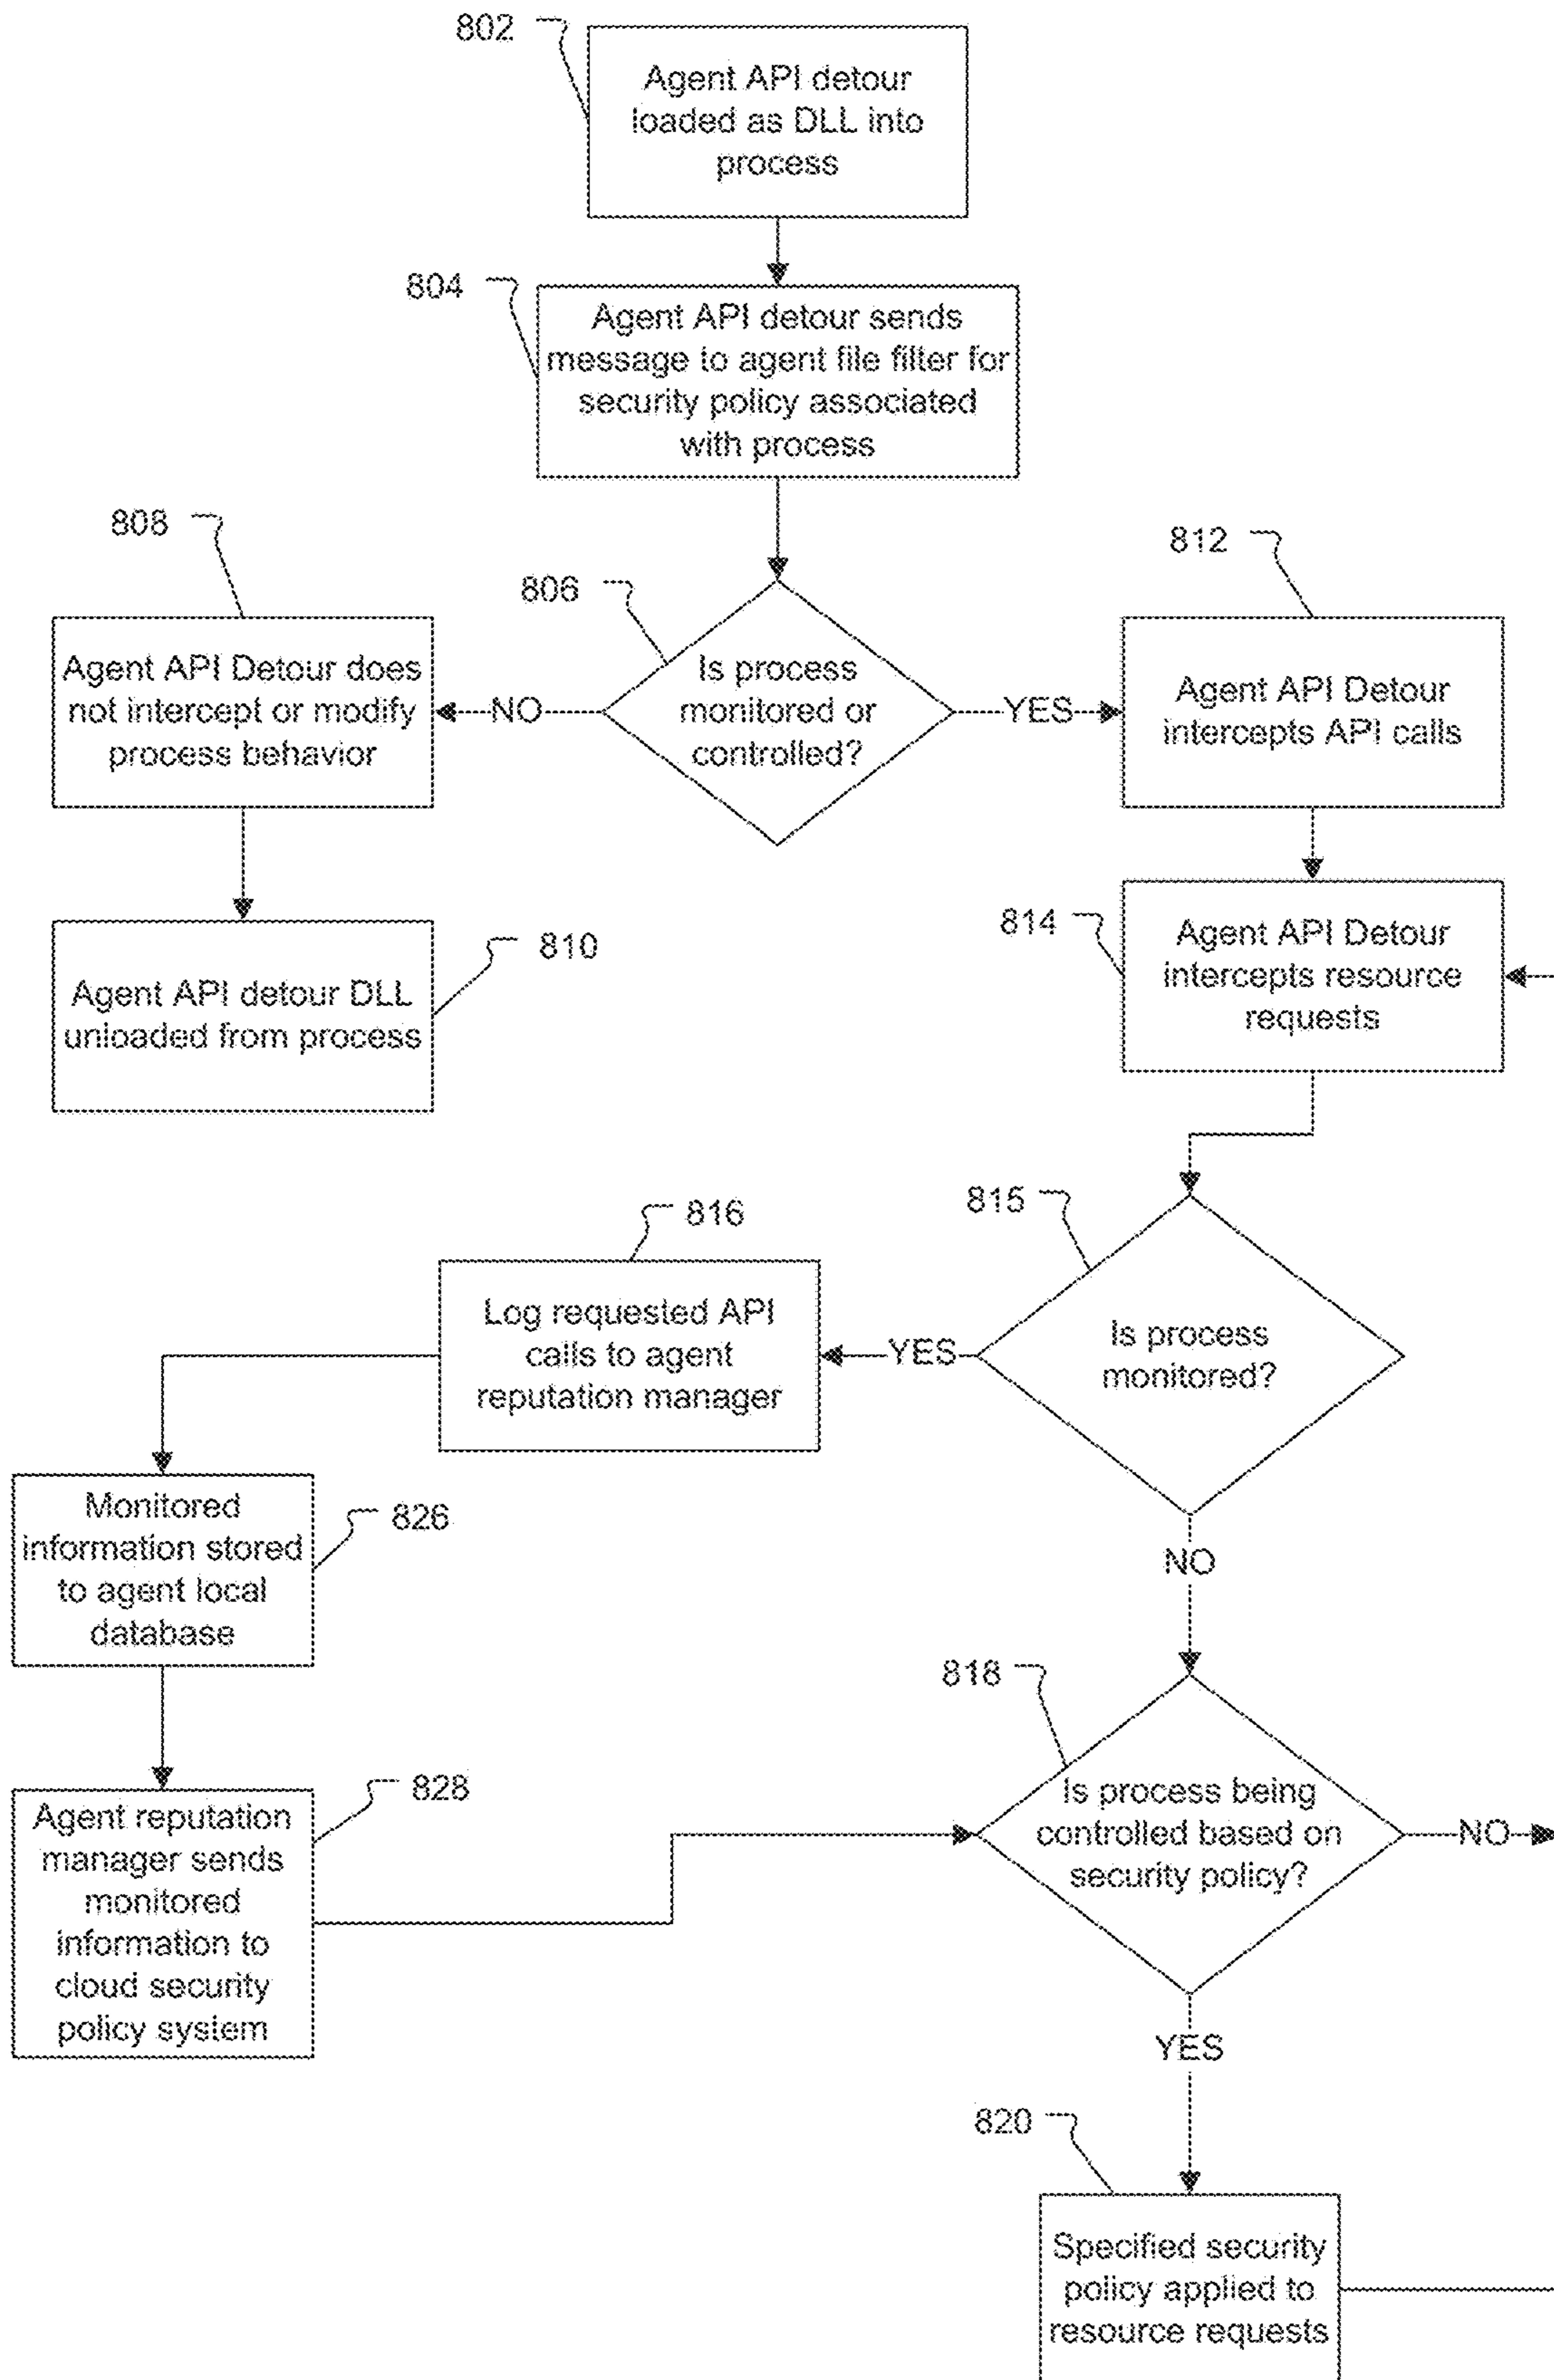 802
Agent API detour
loaded as DLL into
process
804
Agent API detour sends
message to agent file filter for
security policy associated
with process
808
806
812
Agent API Detour does
not intercept or modify
process behavior
NO
Is process
monitored or
controlled?
YES
Agent API Detour
intercepts API calls
810
Agent API detour DLL
unloaded from process
814
Agent API Detour
intercepts resource
requests
816
815
Log requested API
calls to agent
reputation manager
YES
Is process
monitored?
826
Monitored
information stored
to agent local
database
NO
828
Agent reputation
manager sends
monitored
information to
cloud security
policy system
818
Is process being
controlled based on
security policy?
NO
YES
820
Specified security
policy applied to
resource requests